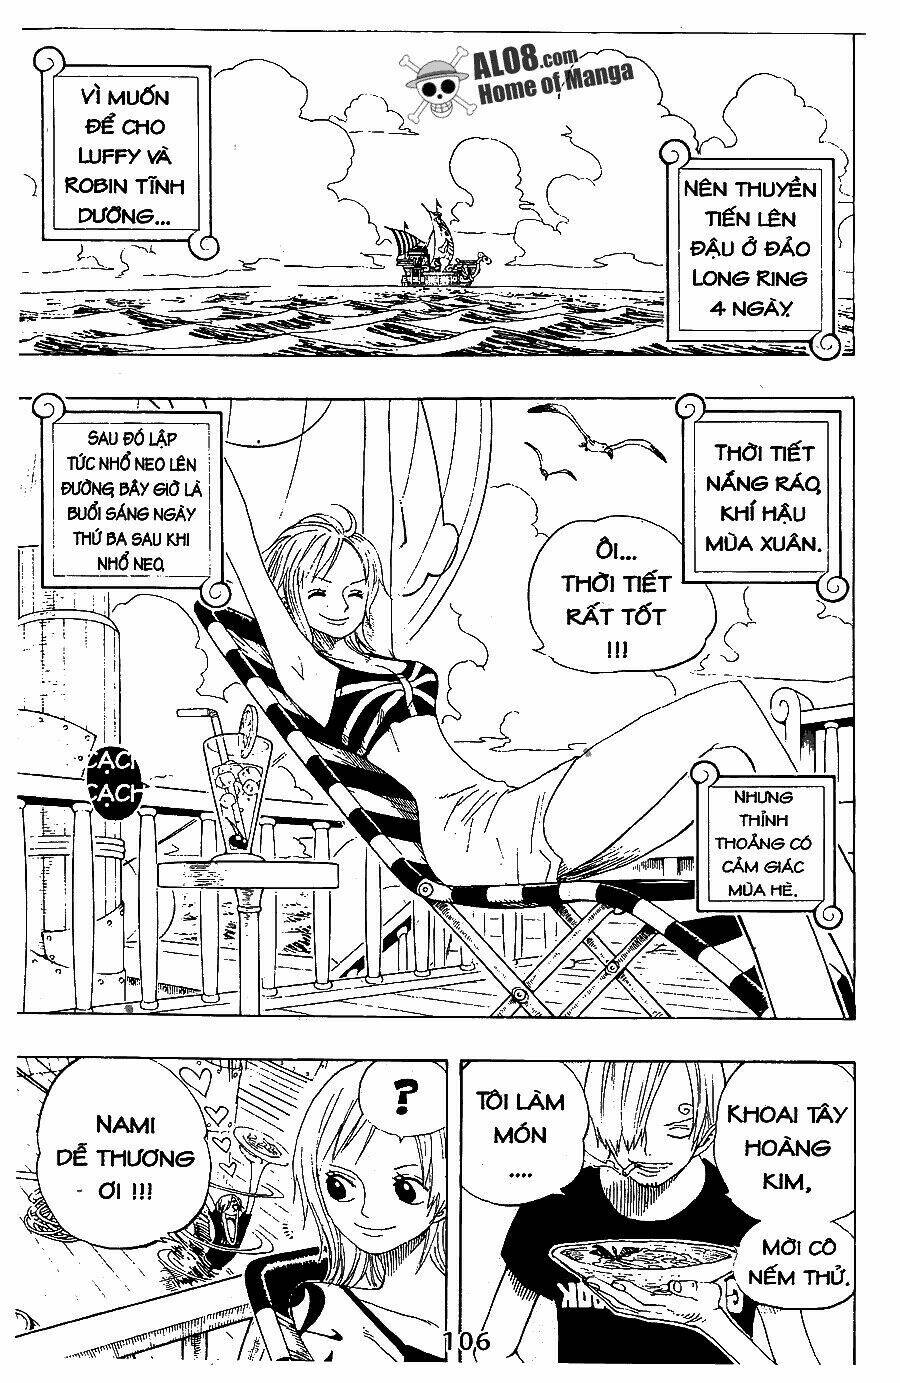 AL08.com
Home of Manga
VÌ MUỐN
ĐỂ CHO
LUFFY VÀ
ROBIN TĨNH
DƯỠNG...
NÊN THUYỀN
TIẾN LÊN
ĐẬU Ở ĐẢO
LONG RING
4 NGÀY.
SAU ĐÓ LẬP
TỨC NHỔ NEO LÊN
ĐƯỜNG, BÂY GIỜ LÀ
BUỔI SÁNG NGÀY
THỨ BA SAU KHI
NHỔ NEO.
THỜI TIẾT
NẮNG RÁO,
KHÍ HẬU
MÙA XUÂN.
ÔI...
THỜI TIẾT
RẤT TỐT
!!!
CẠCH
CẠCH
NHƯNG
THỈNH
THOẢNG CÓ
CẢM GIÁC
MÙA HÈ.
NAMI
DỄ THƯƠNG
ƠI !!!
?
TÔI LÀM
MÓN
....
KHOAI TÂY
HOÀNG
KIM,
MỜI CÔ
NẾM THỬ.
106